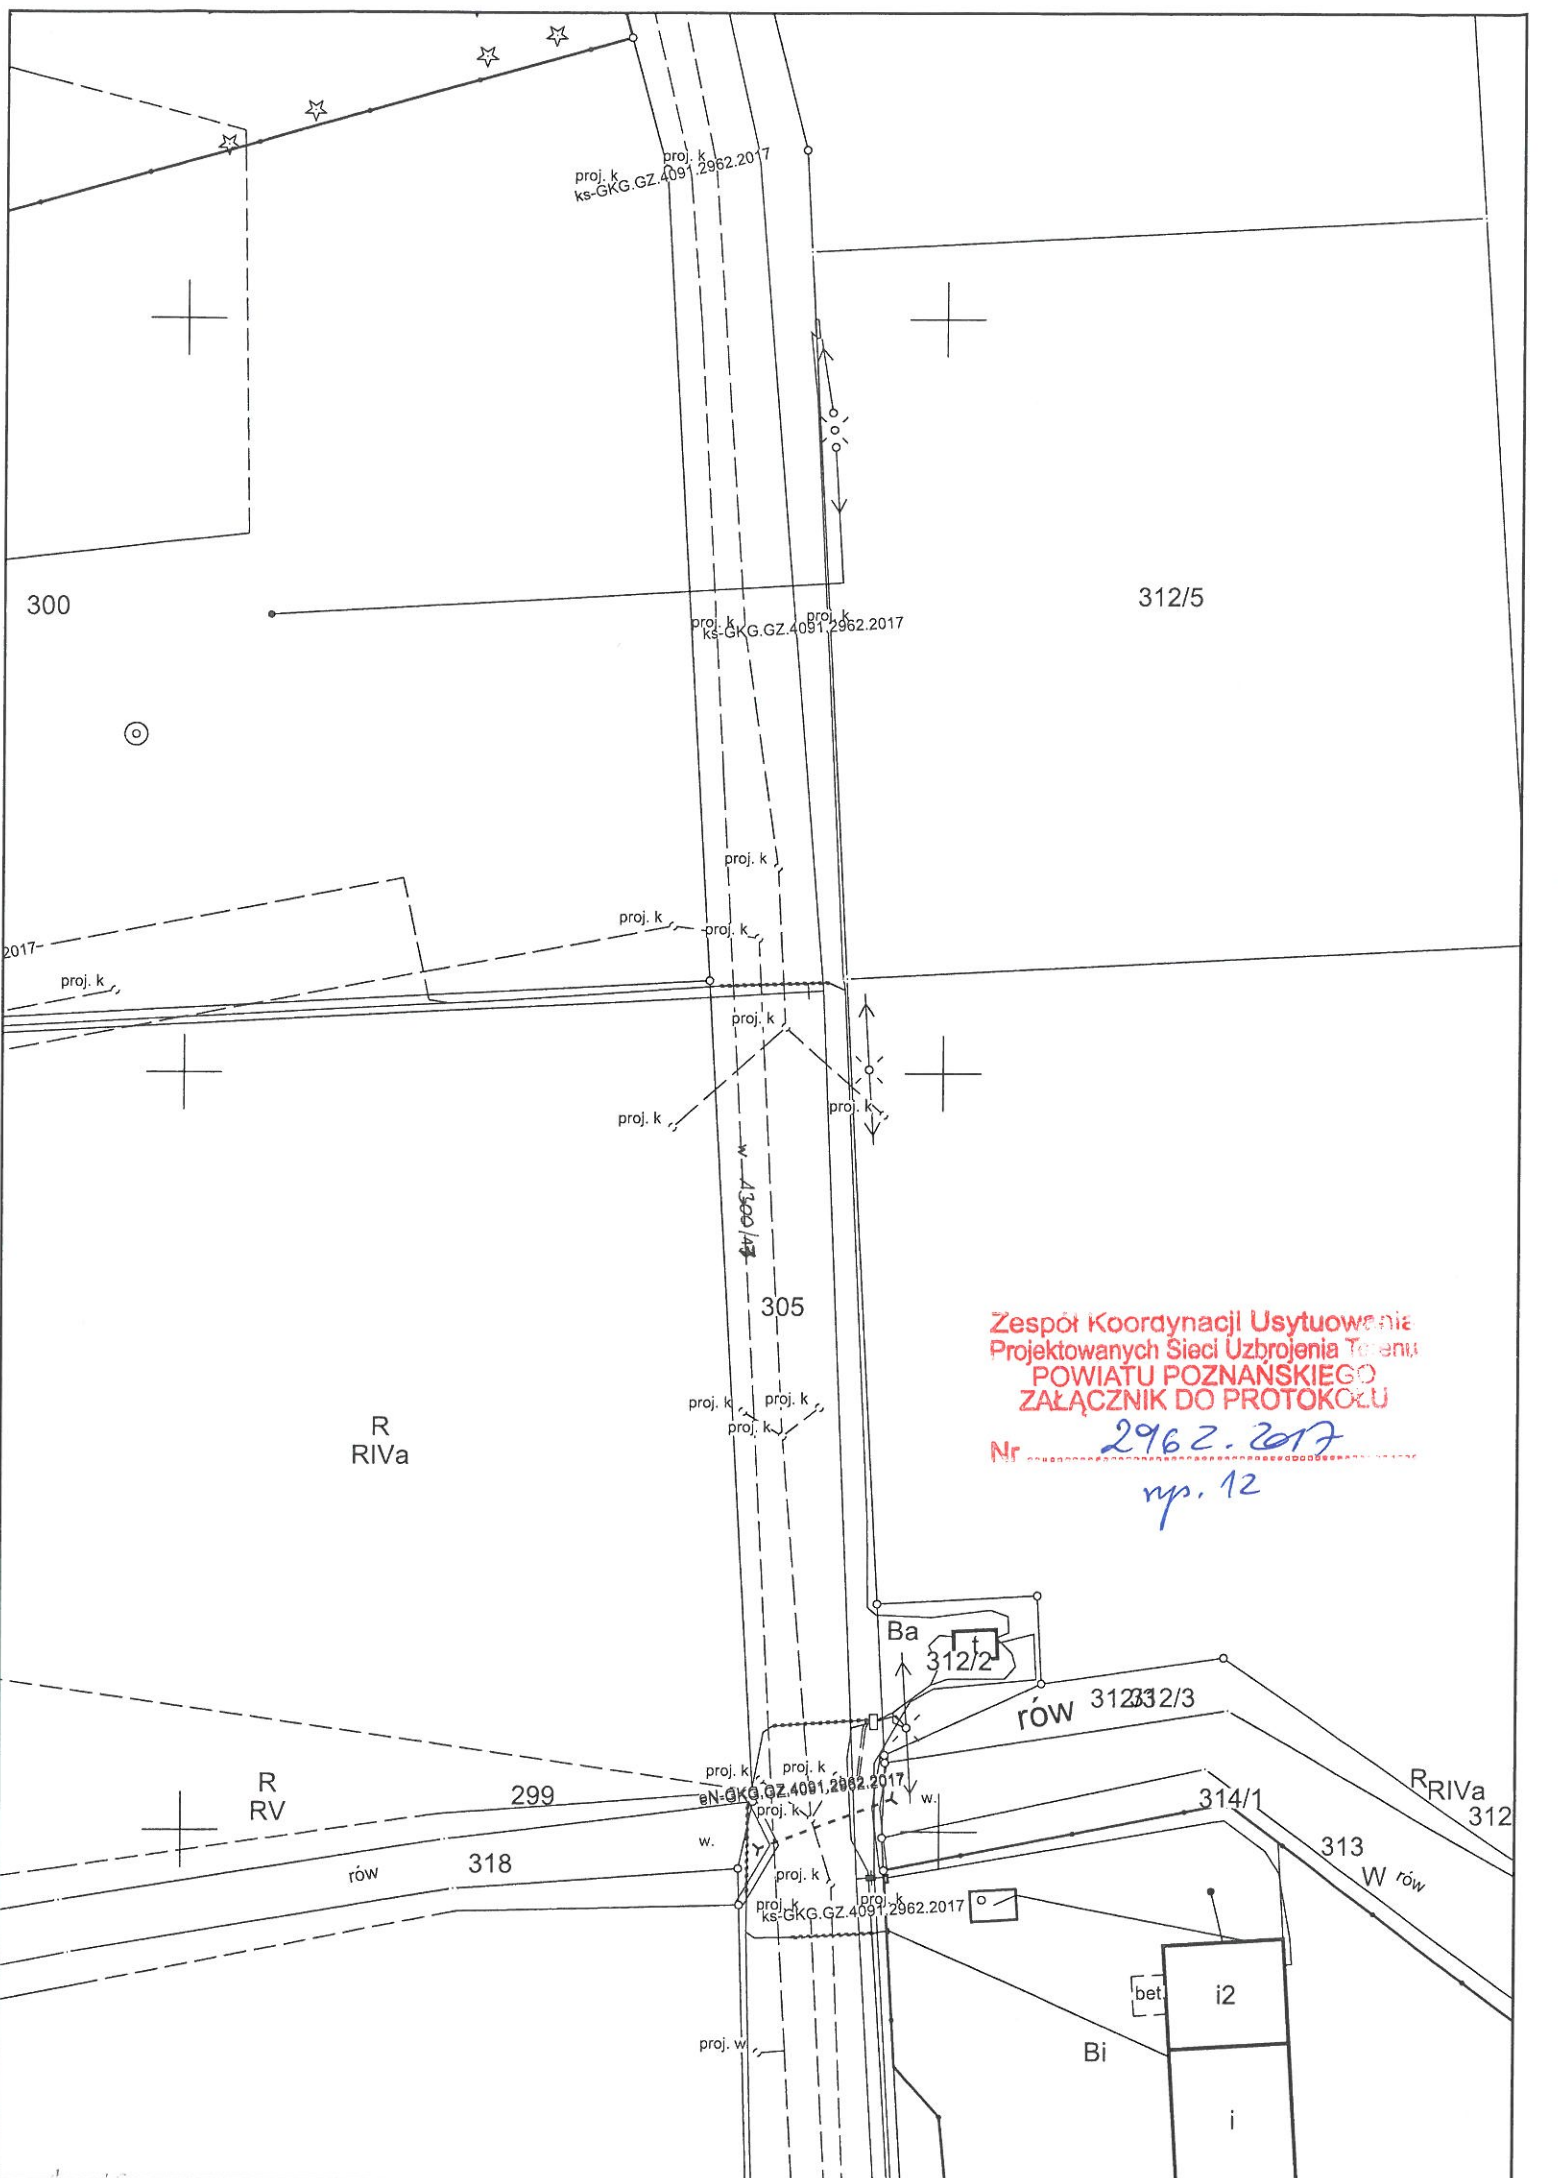 proj. k
proj. k
ks-GKG.GZ.4091.2962.2017
300
312/5
proj. k
proj. k
ks-GKG.GZ.4091.2962.2017
proj. k
proj. k
proj. k
2017
proj. k
proj. k
proj. k
proj. k
w
1300/
305
Zespół Koordynacji Usytuowania
Projektowanych Sieci Uzbrojenia Terenu
POWIATU POZNAŃSKIEGO
ZAŁĄCZNIK DO PROTOKOŁU
Nr 2962.2017
rys. 12
proj. k
proj. k
proj. k
R
RIVa
Ba
t
312/2
rów
312/3
312/3
proj. k
proj. k
eN-GKG.GZ.4091.2962.2017
R
RV
299
proj. k
w.
w.
314/1
R
RIVa
312
313
W
rów
rów
318
proj. k
proj. k
proj. k
ks-GKG.GZ.4091.2962.2017
bet.
i2
proj. w
Bi
i